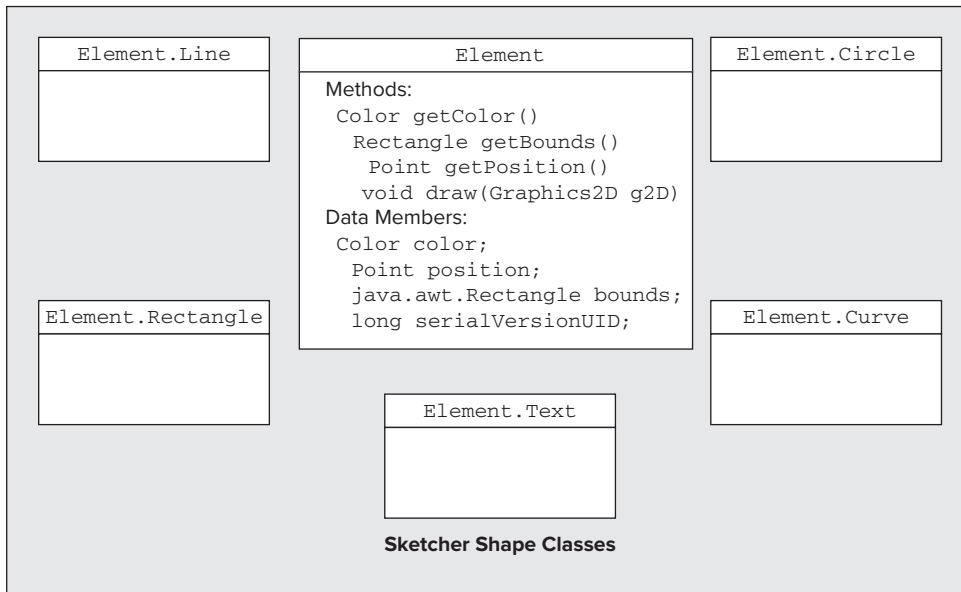 Element.Line
Element
Methods:
Color getColor()
Rectangle getBounds()
Point getPosition()
void draw(Graphics2D g2D)
Data Members:
Color color;
Point position;
java.awt.Rectangle bounds;
long serialVersionUID;
Element.Circle
Element.Rectangle
Element.Curve
Element.Text
Sketcher Shape Classes